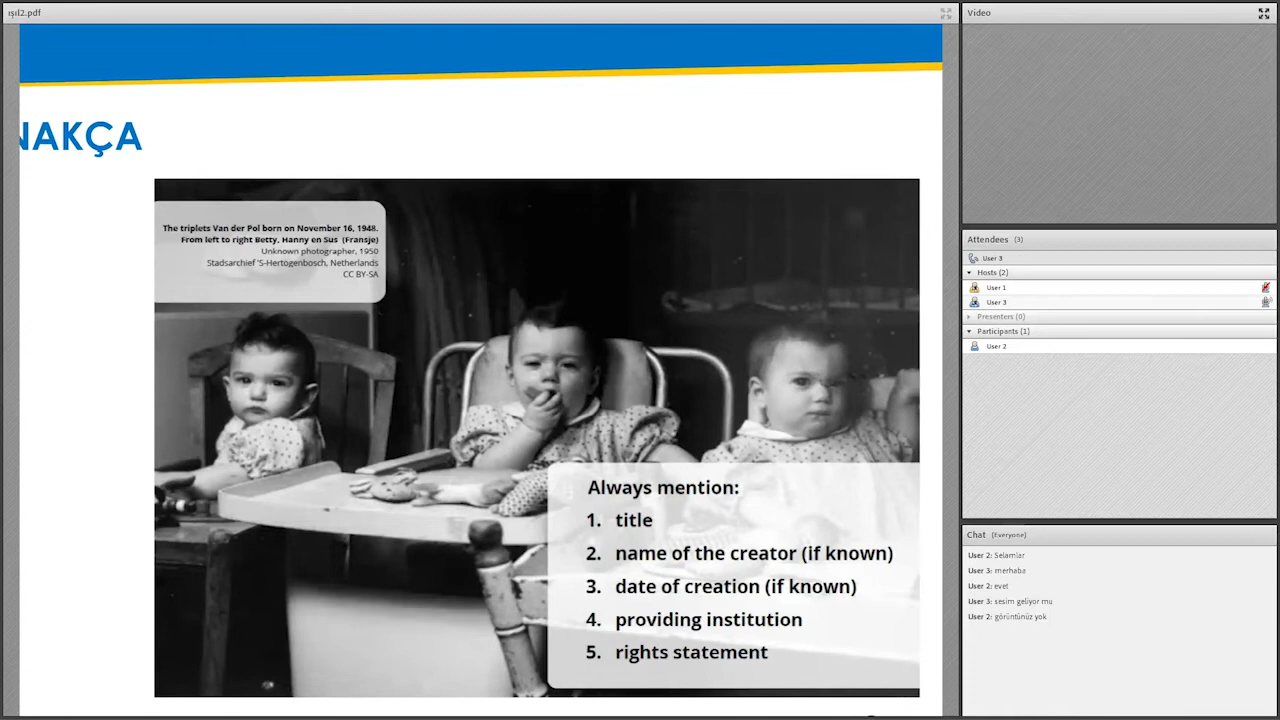 ışıl2.pdf
NAKÇA
The triplets Van der Pol born on November 16, 1948.
From left to right Betty, Hanny en Sus (Fransje)
Unknown photographer, 1950
Stadsarchief 'S-Hertogenbosch, Netherlands
CC BY-SA
Always mention:
1. title
2. name of the creator (if known)
3. date of creation (if known)
4. providing institution
5. rights statement
Video
Attendees (3)
User 3
Hosts (2)
User 1
User 3
Presenters (0)
Participants (1)
User 2
Chat (Everyone)
User 2: Selamlar
User 3: merhaba
User 2: evet
User 3: sesim geliyor mu
User 2: görüntünüz yok